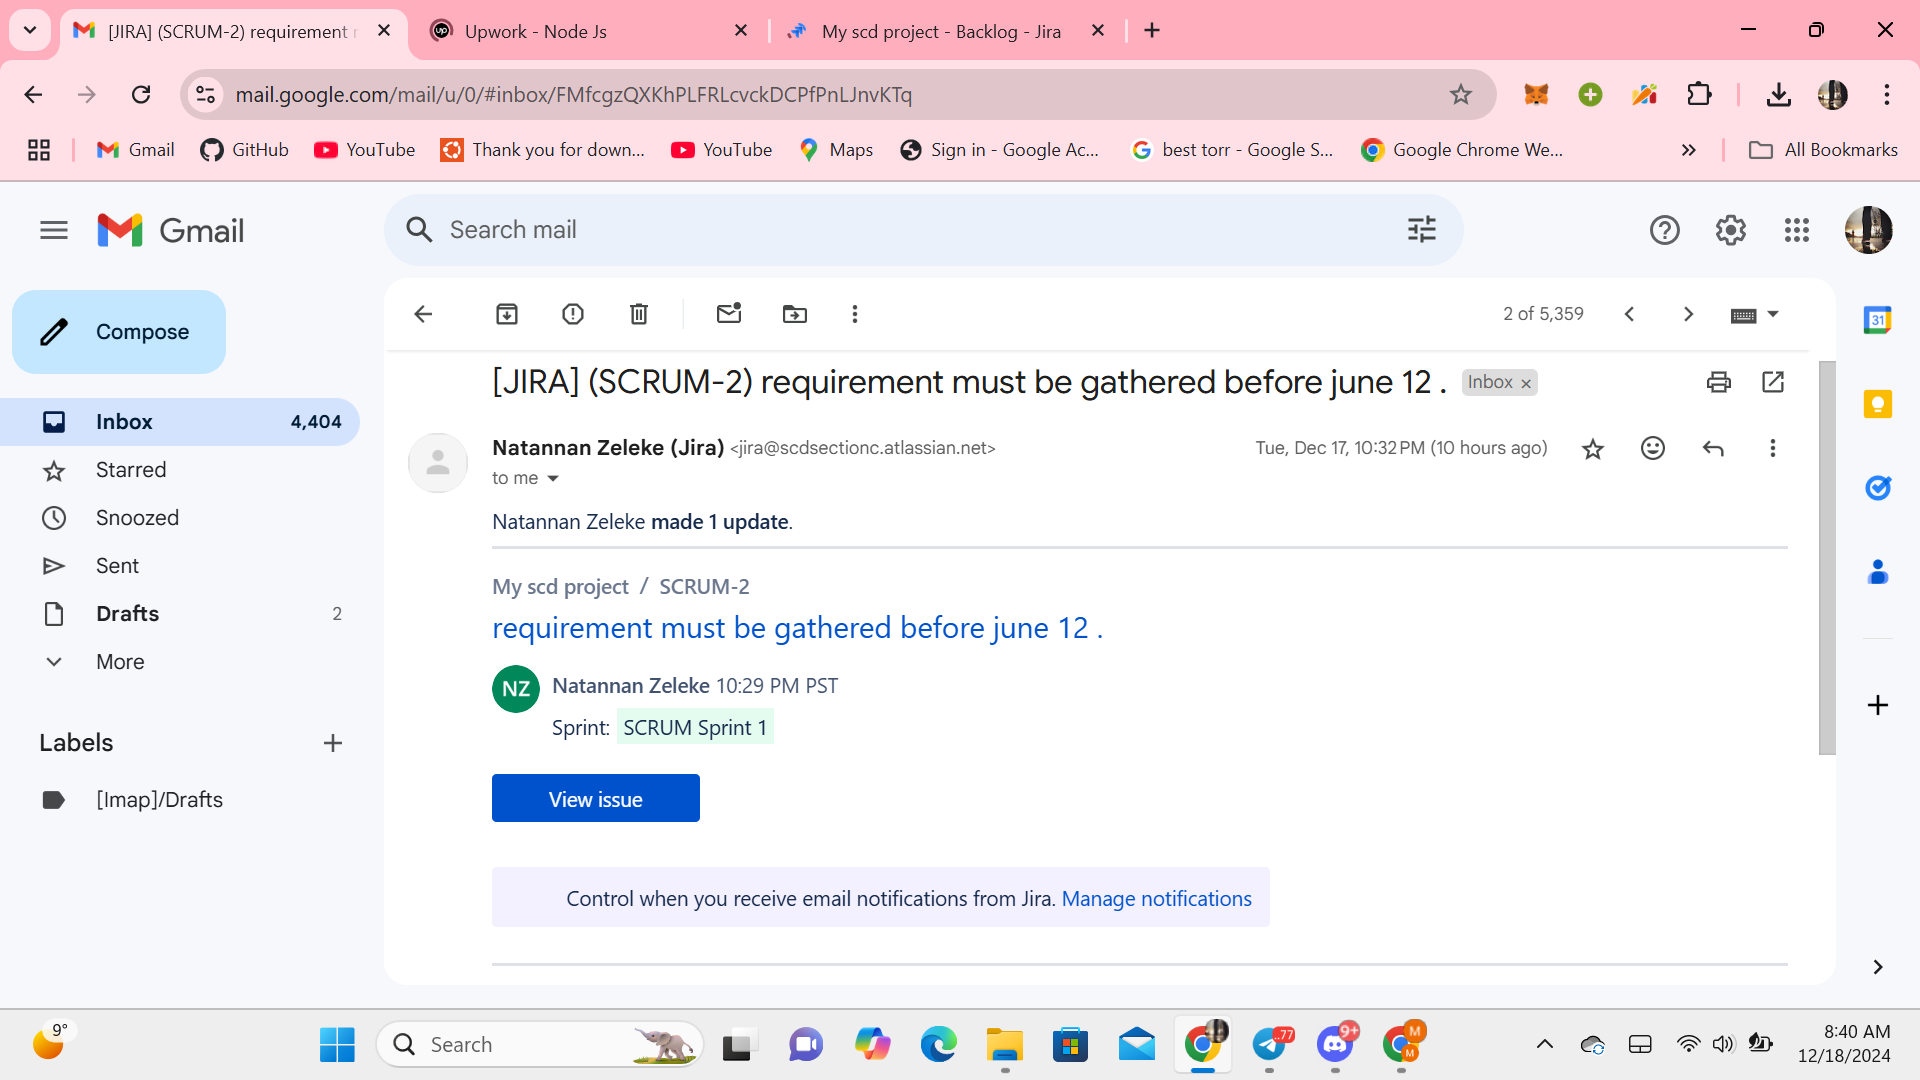 [JIRA] (SCRUM-2) requirement r
Upwork - Node Js
My scd project - Backlog - Jira
mail.google.com/mail/u/0/#inbox/FMfcgzQXKhPLFRLcvckDCPfPnLJnvKTq
Gmail
GitHub
YouTube
Thank you for down...
YouTube
Maps
Sign in - Google Ac...
best torr - Google S...
Google Chrome We...
All Bookmarks
Gmail
Search mail
Compose
2 of 5,359
[JIRA] (SCRUM-2) requirement must be gathered before june 12 .
Inbox
Inbox 4,404
Starred
Snoozed
Sent
Drafts 2
More
Labels
[Imap]/Drafts
Natannan Zeleke (Jira) <jira@scdsectionc.atlassian.net>
Tue, Dec 17, 10:32 PM (10 hours ago)
to me
Natannan Zeleke made 1 update.
My scd project / SCRUM-2
requirement must be gathered before june 12 .
NZ
Natannan Zeleke 10:29 PM PST
Sprint: SCRUM Sprint 1
View issue
Control when you receive email notifications from Jira. Manage notifications
31
9°
Search
..77
9+
M
M
8:40 AM
12/18/2024